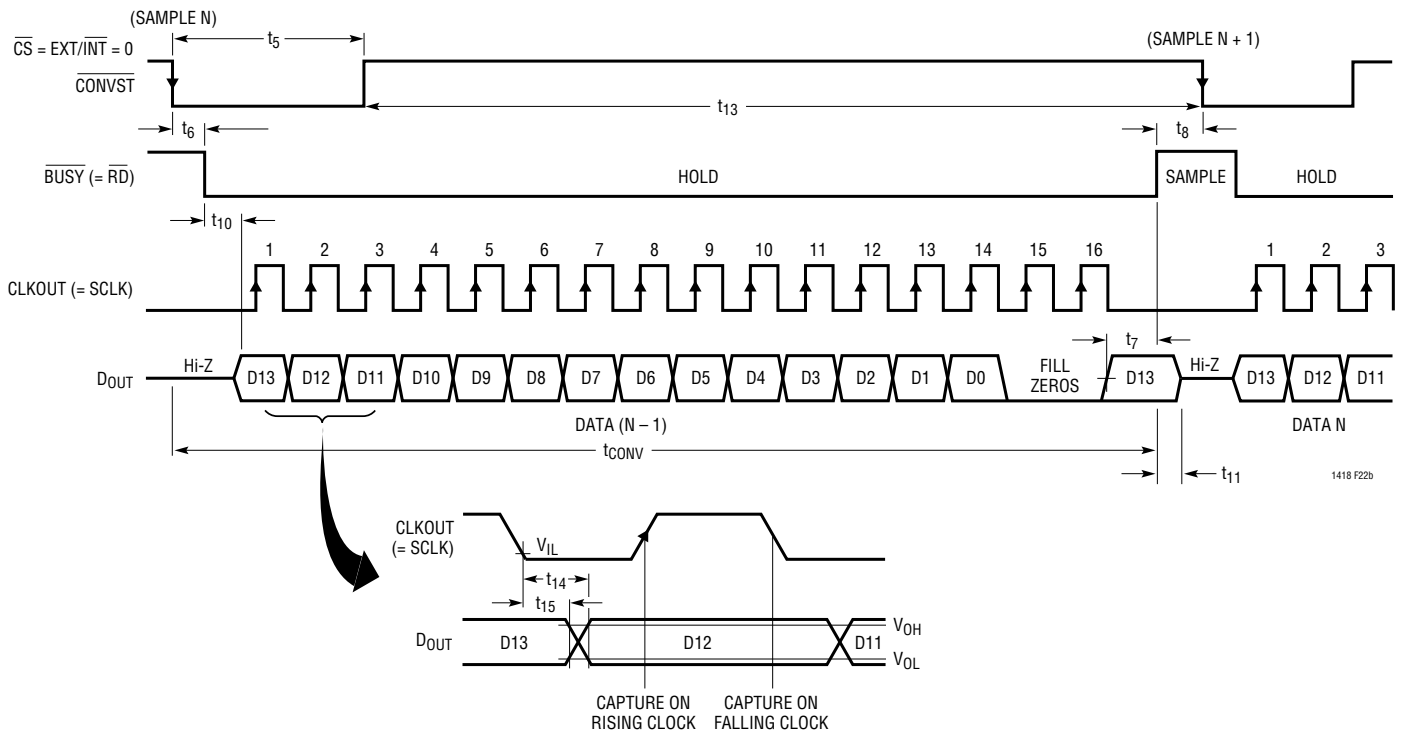 (SAMPLE N)
t5
(SAMPLE N + 1)
CS = EXT/INT = 0
CONVST
t13
t6
t8
BUSY (= RD)
HOLD
SAMPLE
HOLD
t10
1 2 3 4 5 6 7 8 9 10 11 12 13 14 15 16 1 2 3
CLKOUT (= SCLK)
t7
DOUT
Hi-Z
D13 D12 D11 D10 D9 D8 D7 D6 D5 D4 D3 D2 D1 D0
FILL
ZEROS
D13
Hi-Z
D13 D12 D11
DATA (N – 1)
DATA N
tCONV
t11
1418 F22b
CLKOUT
(= SCLK)
VIL
t14
t15
DOUT
D13
D12
D11
VOH
VOL
CAPTURE ON
RISING CLOCK
CAPTURE ON
FALLING CLOCK